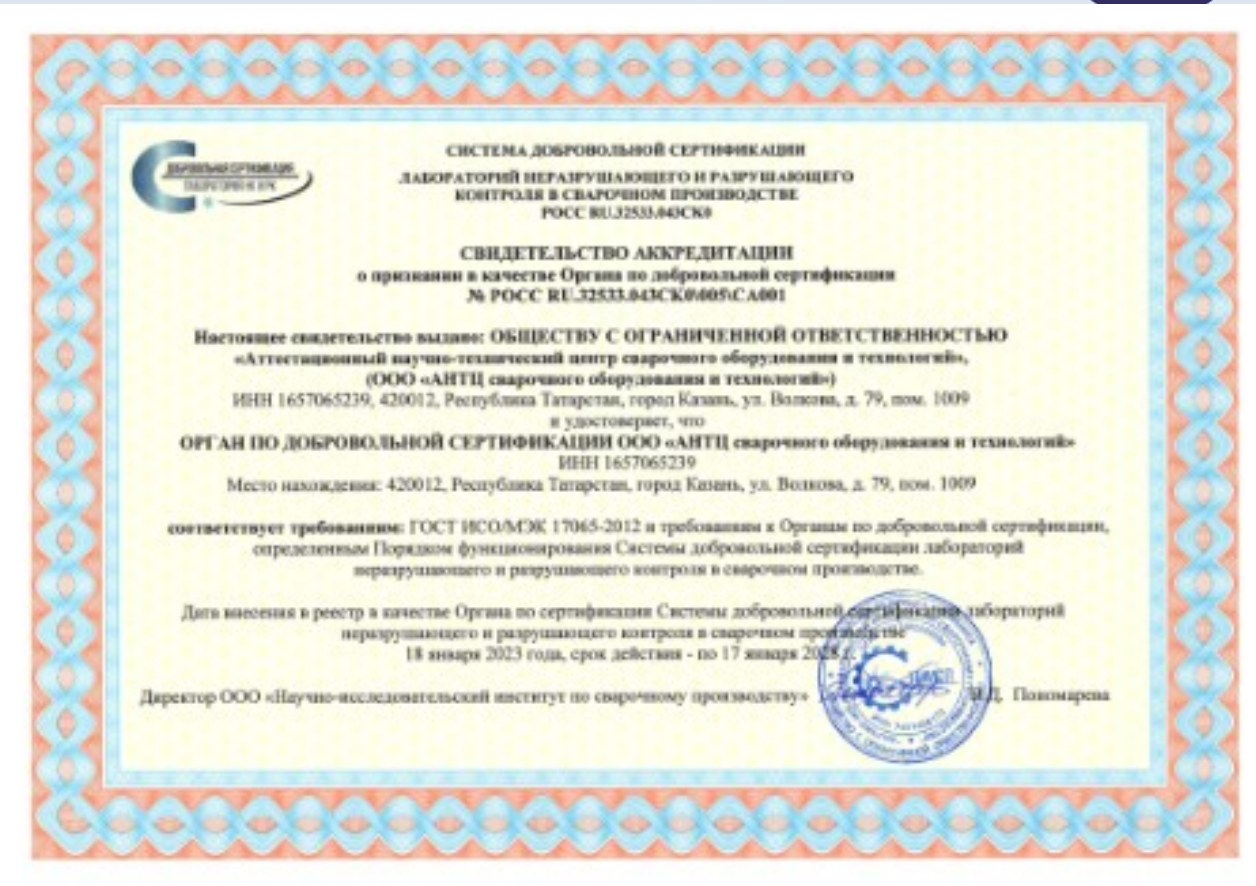 ДОБРОВОЛЬНАЯ СЕРТИФИКАЦИЯ
ЛАБОРАТОРИЙ НК И РК
СИСТЕМА ДОБРОВОЛЬНОЙ СЕРТИФИКАЦИИ
ЛАБОРАТОРИЙ НЕРАЗРУШАЮЩЕГО И РАЗРУШАЮЩЕГО
КОНТРОЛЯ В СВАРОЧНОМ ПРОИЗВОДСТВЕ
РОСС RU.32533.04ЗСК0
СВИДЕТЕЛЬСТВО АККРЕДИТАЦИИ
о признании в качестве Органа по добровольной сертификации
№ РОСС RU.32533.04ЗСК0\005\СА001
Настоящее свидетельство выдано: ОБЩЕСТВУ С ОГРАНИЧЕННОЙ ОТВЕТСТВЕННОСТЬЮ
«Аттестационный научно-технический центр сварочного оборудования и технологий»,
(ООО «АНТЦ сварочного оборудования и технологий»)
ИНН 1657065239, 420012, Республика Татарстан, город Казань, ул. Волкова, д. 79, пом. 1009
и удостоверяет, что
ОРГАН ПО ДОБРОВОЛЬНОЙ СЕРТИФИКАЦИИ ООО «АНТЦ сварочного оборудования и технологий»
ИНН 1657065239
Место нахождения: 420012, Республика Татарстан, город Казань, ул. Волкова, д. 79, пом. 1009
соответствует требованиям: ГОСТ ИСО/МЭК 17065-2012 и требованиям к Органам по добровольной сертификации,
определенным Порядком функционирования Системы добровольной сертификации лабораторий
неразрушающего и разрушающего контроля в сварочном производстве.
Дата внесения в реестр в качестве Органа по сертификации Системы добровольной сертификации лабораторий
неразрушающего и разрушающего контроля в сварочном производстве
18 января 2023 года, срок действия - по 17 января 2028 г.
Директор ООО «Научно-исследовательский институт по сварочному производству» И.Д. Пономарева